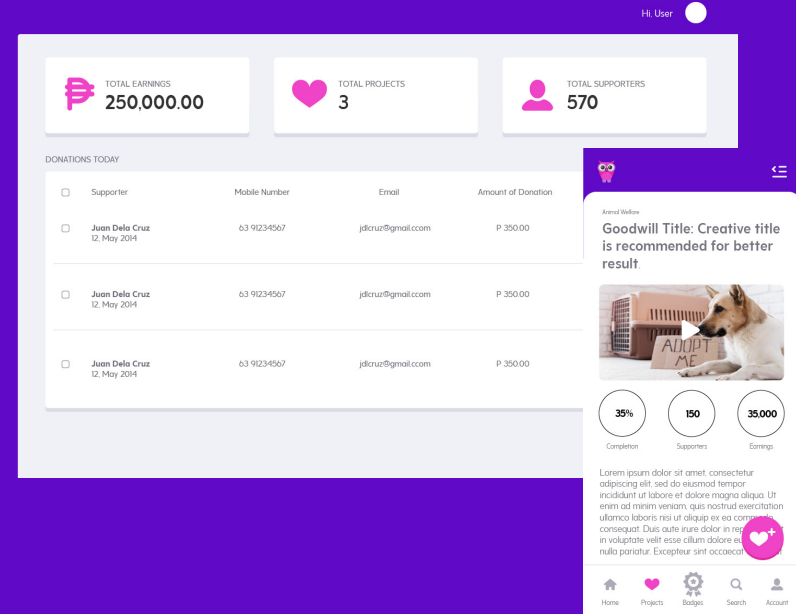 Hi, User
TOTAL EARNINGS
250,000.00
TOTAL PROJECTS
3
TOTAL SUPPORTERS
570
DONATIONS TODAY
Supporter Mobile Number Email Amount of Donation
Juan Dela Cruz 63 91234567 jdlcruz@gmail.ccom P 350.00
12, May 2014
Juan Dela Cruz 63 91234567 jdlcruz@gmail.ccom P 350.00
12, May 2014
Juan Dela Cruz 63 91234567 jdlcruz@gmail.ccom P 350.00
12, May 2014
Animal Welfare
Goodwill Title: Creative title
is recommended for better
result.
ADOPT
ME
35% 150 35,000
Completion Supporters Earnings
Lorem ipsum dolor sit amet, consectetur
adipiscing elit, sed do eiusmod tempor
incididunt ut labore et dolore magna aliqua. Ut
enim ad minim veniam, quis nostrud exercitation
ullamco laboris nisi ut aliquip ex ea commodo
consequat. Duis aute irure dolor in
in voluptate velit esse cillum dolore
nulla pariatur. Excepteur sint occaecat
Home Projects Badges Search Account